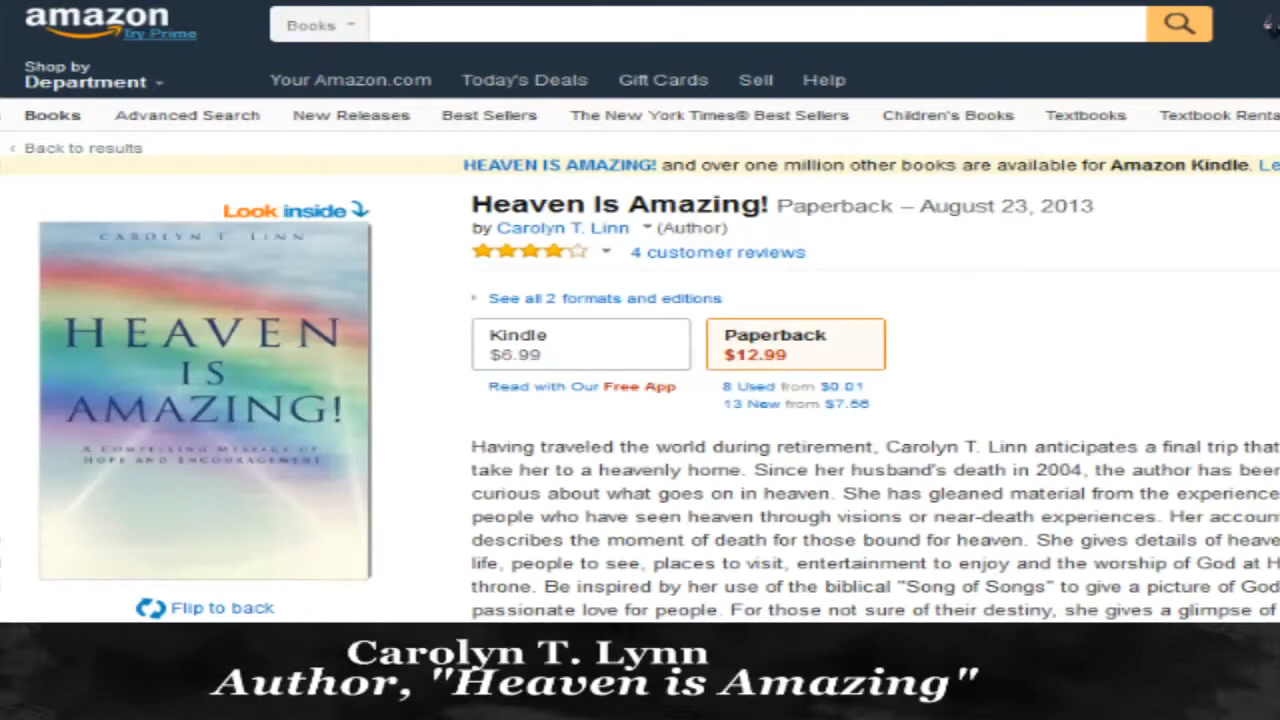 amazon
Try Prime
Books
Shop by
Department
Your Amazon.com Today's Deals Gift Cards Sell Help
Books Advanced Search New Releases Best Sellers The New York Times® Best Sellers Children's Books Textbooks Textbook Renta
‹ Back to results
HEAVEN IS AMAZING! and over one million other books are available for Amazon Kindle. Le
Look inside
CAROLYN T. LINN
HEAVEN
IS
AMAZING!
A COMPELLING MESSAGE OF
HOPE AND ENCOURAGEMENT
Flip to back
Heaven Is Amazing! Paperback – August 23, 2013
by Carolyn T. Linn (Author)
4 customer reviews
See all 2 formats and editions
Kindle
$6.99
Paperback
$12.99
Read with Our Free App
8 Used from $0.01
13 New from
Having traveled the world during retirement, Carolyn T. Linn anticipates a final trip that
take her to a heavenly home. Since her husband's death in 2004, the author has been
curious about what goes on in heaven. She has gleaned material from the experience
people who have seen heaven through visions or near-death experiences. Her accoun
describes the moment of death for those bound for heaven. She gives details of heave
life, people to see, places to visit, entertainment to enjoy and the worship of God at H
throne. Be inspired by her use of the biblical "Song of Songs" to give a picture of God
passionate love for people. For those not sure of their destiny, she gives a glimpse of
Carolyn T. Lynn
Author, "Heaven is Amazing"